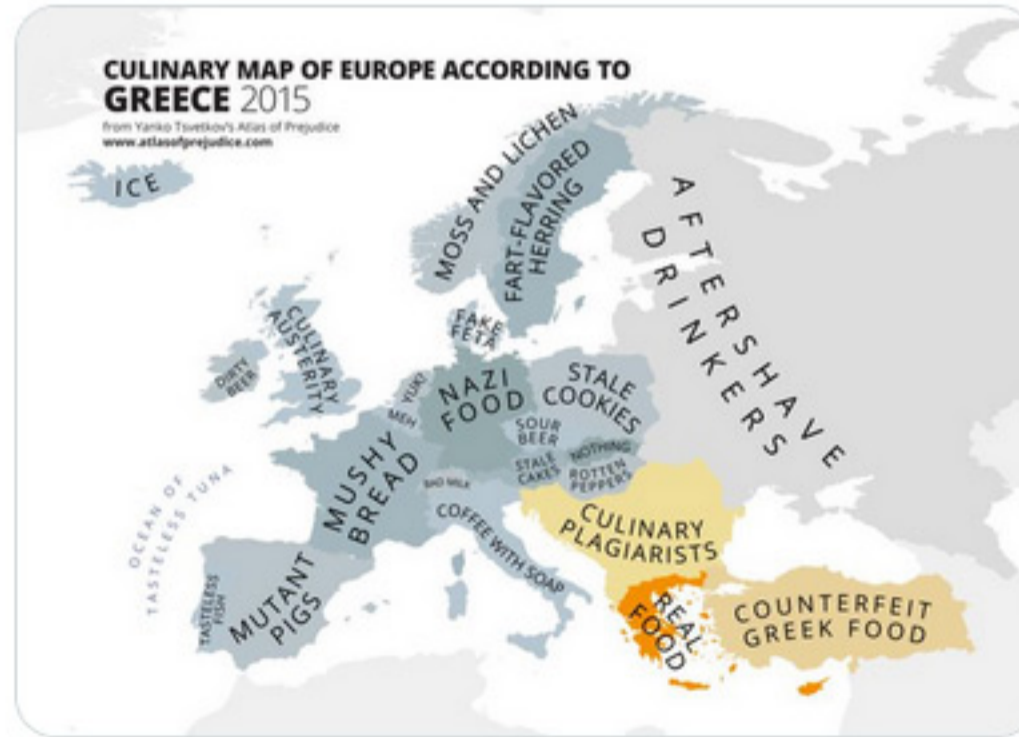 CULINARY MAP OF EUROPE ACCORDING TO
GREECE 2015
from Yanko Tsvetkov's Atlas of Prejudice
www.atlasofprejudice.com
ICE
MOSS AND LICHEN
FART-FLAVORED
HERRING
AFTERSHAVE
DRINKERS
FAKE
FETA
CULINARY
AUSTERITY
DIRTY
BEER
YUK?
MEH
NAZI
FOOD
STALE
COOKIES
SOUR
BEER
NOTHING
STALE
CAKES
ROTTEN
PEPPERS
MUSHY
BREAD
BAD MILK
COFFEE WITH SOAP
OCEAN OF
TASTELESS TUNA
TASTELESS
FISH
MUTANT
PIGS
CULINARY
PLAGIARISTS
REAL
FOOD
COUNTERFEIT
GREEK FOOD